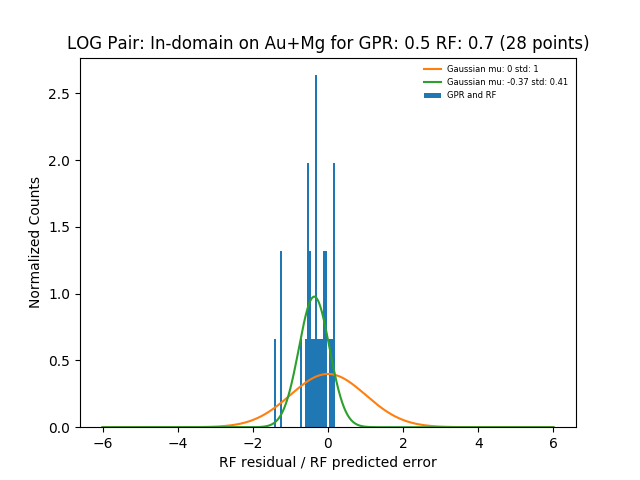 LOG Pair: In-domain on Au+Mg for GPR: 0.5 RF: 0.7 (28 points)
Gaussian mu: 0 std: 1
Gaussian mu: -0.37 std: 0.41
GPR and RF
Normalized Counts
2.5
2.0
1.5
1.0
0.5
0.0
−6 −4 −2 0 2 4 6
RF residual / RF predicted error